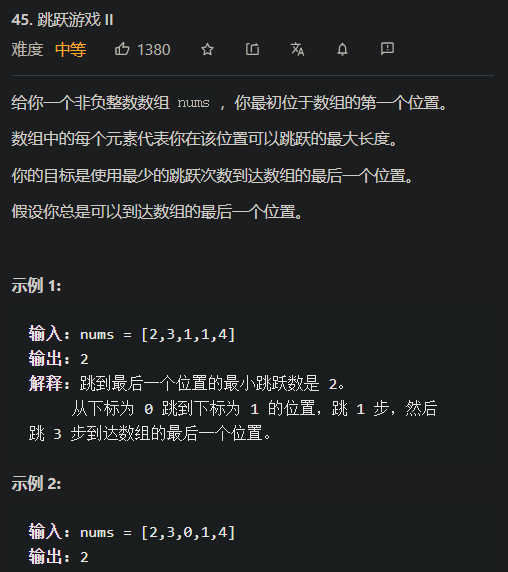 45. 跳跃游戏 II
难度 中等 1380
给你一个非负整数数组 nums ，你最初位于数组的第一个位置。
数组中的每个元素代表你在该位置可以跳跃的最大长度。
你的目标是使用最少的跳跃次数到达数组的最后一个位置。
假设你总是可以到达数组的最后一个位置。
示例 1:
输入：nums = [2,3,1,1,4]
输出：2
解释：跳到最后一个位置的最小跳跃数是 2。
从下标为 0 跳到下标为 1 的位置，跳 1 步，然后
跳 3 步到达数组的最后一个位置。
示例 2:
输入：nums = [2,3,0,1,4]
输出：2